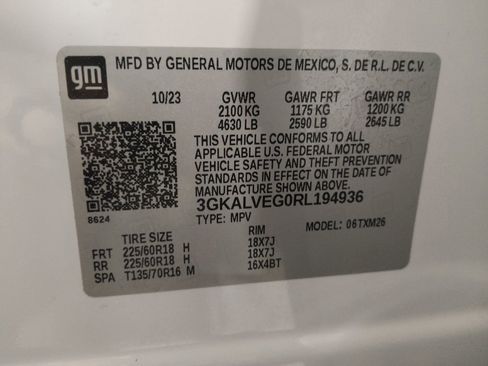 gm MFD BY GENERAL MOTORS DE MEXICO, S. DE R.L. DE C.V.
10/23 GVWR GAWR FRT GAWR RR
2100 KG 1175 KG 1200 KG
4630 LB 2590 LB 2645 LB
THIS VEHICLE CONFORMS TO ALL
APPLICABLE U.S. FEDERAL MOTOR
VEHICLE SAFETY AND THEFT PREVENTION
STANDARDS IN EFFECT ON THE DATE OF
MANUFACTURE SHOWN ABOVE.
3GKALVEG0RL194936
8624 TYPE: MPV MODEL: 06TXM26
TIRE SIZE RIM
FRT 225/60R18 H 18X7J
RR 225/60R18 H 18X7J
SPA T135/70R16 M 16X4BT